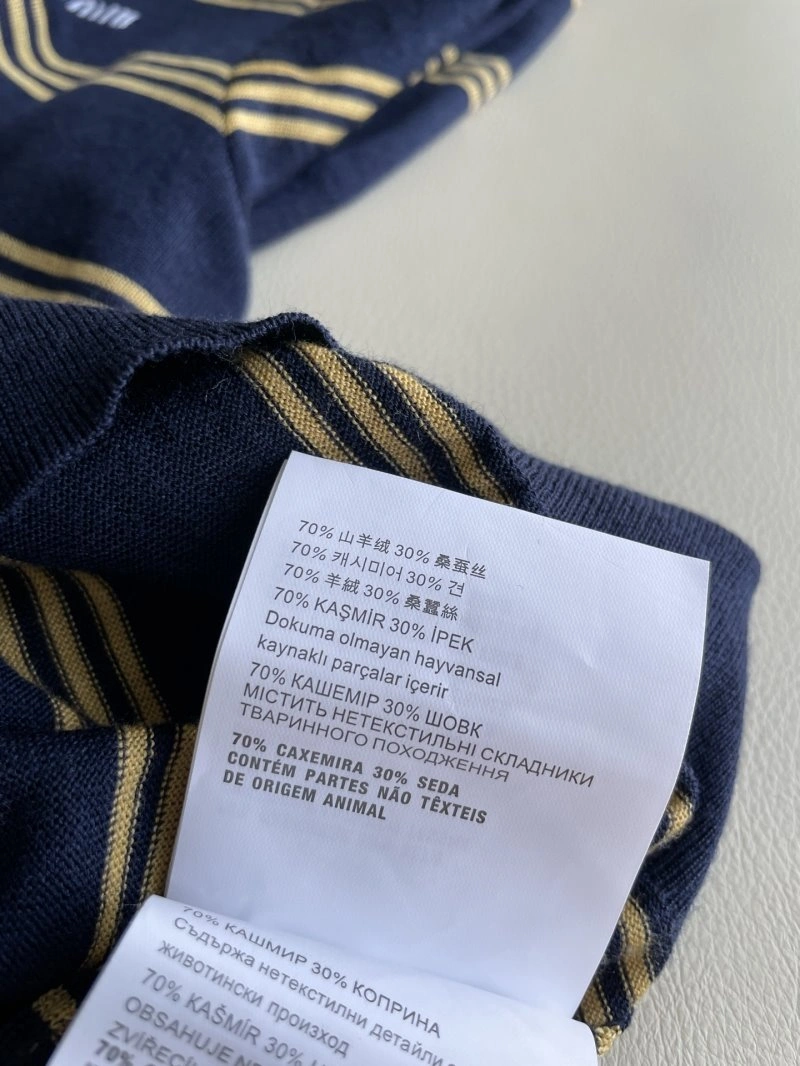 70% 山羊绒 30% 桑蚕丝
70% 캐시미어 30% 견
70% 羊絨 30% 桑蠶絲
70% KAŞMİR 30% İPEK
Dokuma olmayan hayvansal
kaynaklı parçalar içerir
70% КАШЕМІР 30% ШОВК
МІСТИТЬ НЕТЕКСТИЛЬНІ СКЛАДНИКИ
ТВАРИННОГО ПОХОДЖЕННЯ
70% CAXEMIRA 30% SEDA
CONTÉM PARTES NÃO TÊXTEIS
DE ORIGEM ANIMAL
70% КАШМИР 30% КОПРИНА
Съдържа нетекстилни детайли
животински произход
70% KAŠMÍR 30%
OBSAHUJE
70%